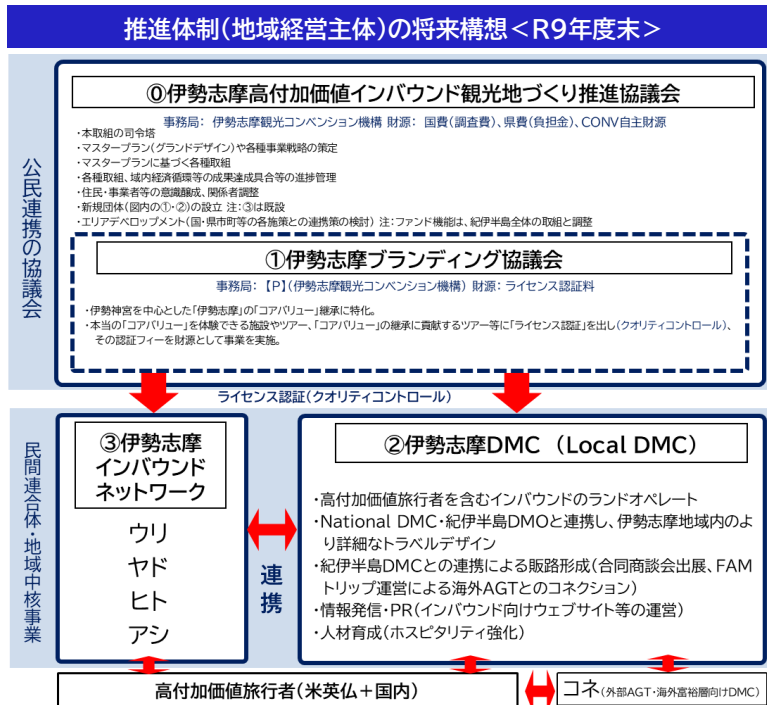 推進体制(地域経営主体)の将来構想<R9年度末>
公民連携の協議会
⓪伊勢志摩高付加価値インバウンド観光地づくり推進協議会
事務局: 伊勢志摩観光コンベンション機構 財源: 国費(調査費)、県費(負担金)、CONV自主財源
・本取組の司令塔
・マスタープラン(グランドデザイン)や各種事業戦略の策定
・マスタープランに基づく各種取組
・各種取組、域内経済循環等の成果達成具合等の進捗管理
・住民・事業者等の意識醸成、関係者調整
・新規団体(図内の①・②)の設立 注:③は既設
・エリアデベロップメント(国・県市町等の各施策との連携策の検討) 注:ファンド機能は、紀伊半島全体の取組と調整
①伊勢志摩ブランディング協議会
事務局: 【P】(伊勢志摩観光コンベンション機構) 財源: ライセンス認証料
・伊勢神宮を中心とした「伊勢志摩」の「コアバリュー」継承に特化。
・本当の「コアバリュー」を体験できる施設やツアー、「コアバリュー」の継承に貢献するツアー等に「ライセンス認証」を出し(クオリティコントロール)、
その認証フィーを財源として事業を実施。
ライセンス認証(クオリティコントロール)
民間連合体・地域中核事業
③伊勢志摩
インバウンド
ネットワーク
ウリ
ヤド
ヒト
アシ
連携
②伊勢志摩DMC (Local DMC)
・高付加価値旅行者を含むインバウンドのランドオペレート
・National DMC・紀伊半島DMOと連携し、伊勢志摩地域内のよ
り詳細なトラベルデザイン
・紀伊半島DMCとの連携による販路形成(合同商談会出展、FAM
トリップ運営による海外AGTとのコネクション)
・情報発信・PR(インバウンド向けウェブサイト等の運営)
・人材育成(ホスピタリティ強化)
高付加価値旅行者(米英仏+国内)
コネ(外部AGT・海外富裕層向けDMC)